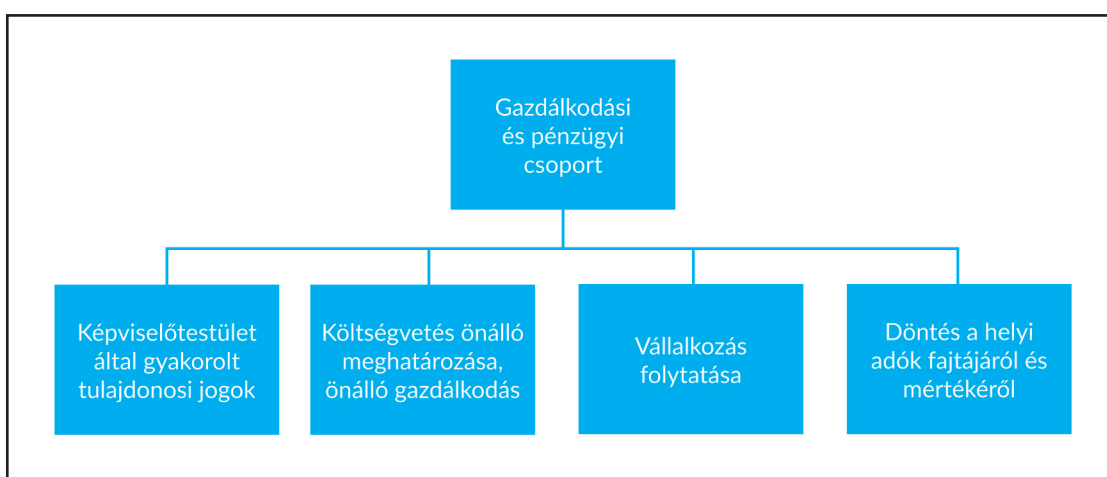 Gazdálkodási
és pénzügyi
csoport
Képviselőtestület
által gyakorolt
tulajdonosi jogok
Költségvetés önálló
meghatározása,
önálló gazdálkodás
Vállalkozás
folytatása
Döntés a helyi
adók fajtájáról és
mértékéről